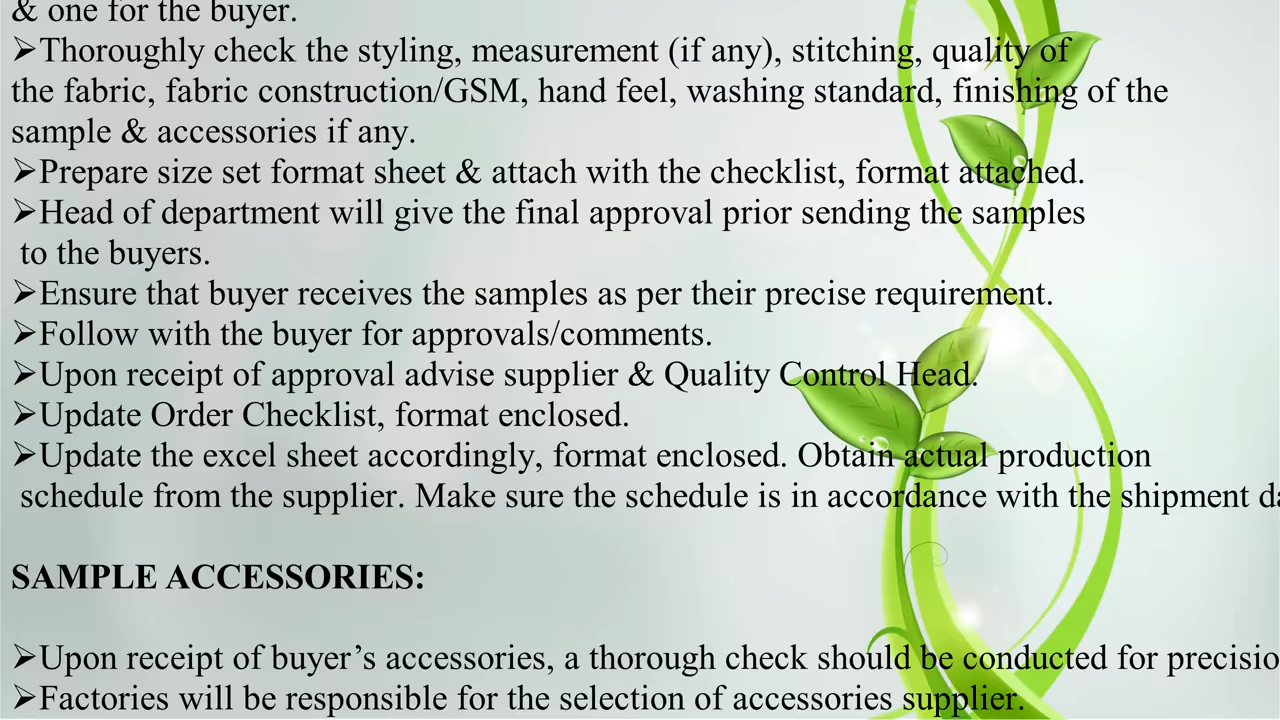 & one for the buyer.
➢Thoroughly check the styling, measurement (if any), stitching, quality of
the fabric, fabric construction/GSM, hand feel, washing standard, finishing of the
sample & accessories if any.
➢Prepare size set format sheet & attach with the checklist, format attached.
➢Head of department will give the final approval prior sending the samples
to the buyers.
➢Ensure that buyer receives the samples as per their precise requirement.
➢Follow with the buyer for approvals/comments.
➢Upon receipt of approval advise supplier & Quality Control Head.
➢Update Order Checklist, format enclosed.
➢Update the excel sheet accordingly, format enclosed. Obtain actual production
schedule from the supplier. Make sure the schedule is in accordance with the shipment
SAMPLE ACCESSORIES:
➢Upon receipt of buyer’s accessories, a thorough check should be conducted for
➢Factories will be responsible for the selection of accessories supplier.